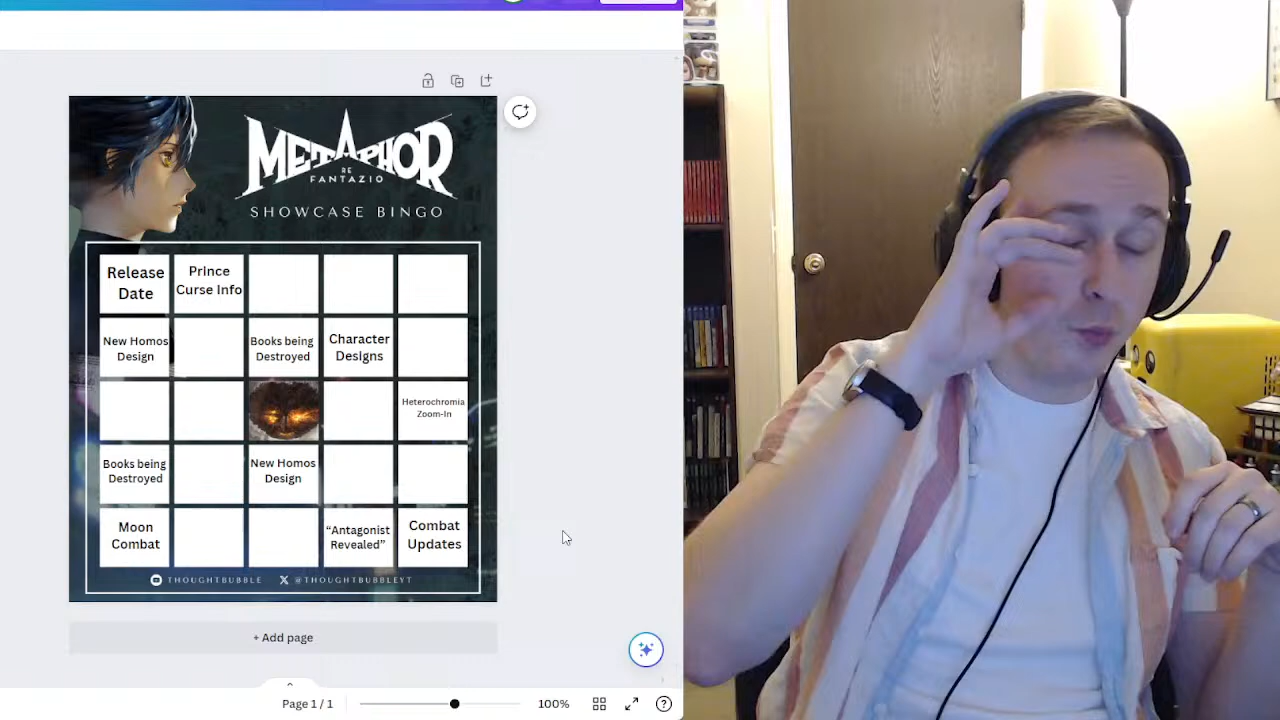 METAPHOR
RE
FANTAZIO
SHOWCASE BINGO
Release
Date
Prince
Curse Info
New Homos
Design
Books being
Destroyed
Character
Designs
Heterochromia
Zoom-In
Books being
Destroyed
New Homos
Design
Moon
Combat
“Antagonist
Revealed”
Combat
Updates
THOUGHTBUBBLE
@THOUGHTBUBBLEYT
+ Add page
Page 1 / 1
100%